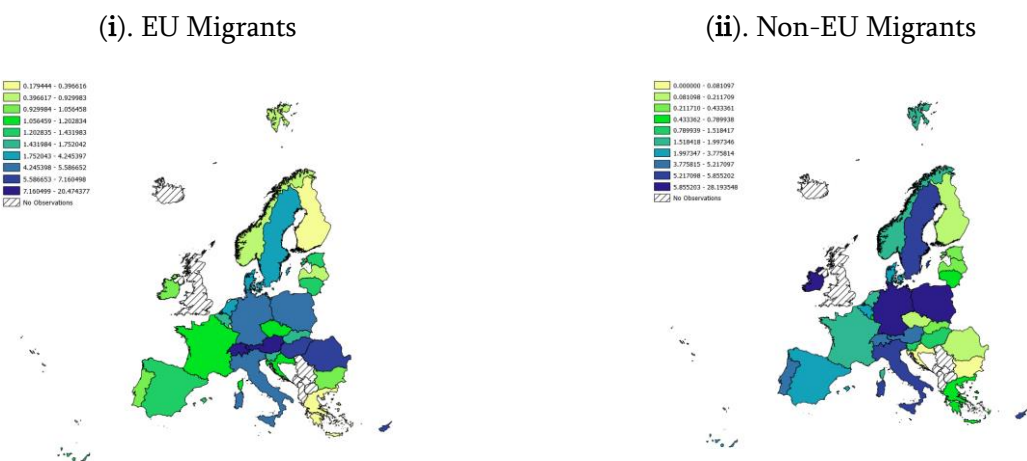 (i). EU Migrants
(ii). Non-EU Migrants
0.179444 - 0.396616
0.396617 - 0.929983
0.929984 - 1.056458
1.056459 - 1.202834
1.202835 - 1.431983
1.431984 - 1.752042
1.752043 - 4.245397
4.245398 - 5.586652
5.586653 - 7.160498
7.160499 - 20.474377
No Observations
0.000000 - 0.081097
0.081098 - 0.211709
0.211710 - 0.433361
0.433362 - 0.789938
0.789939 - 1.518417
1.518418 - 1.997346
1.997347 - 3.775814
3.775815 - 5.217097
5.217098 - 5.855202
5.855203 - 28.193548
No Observations